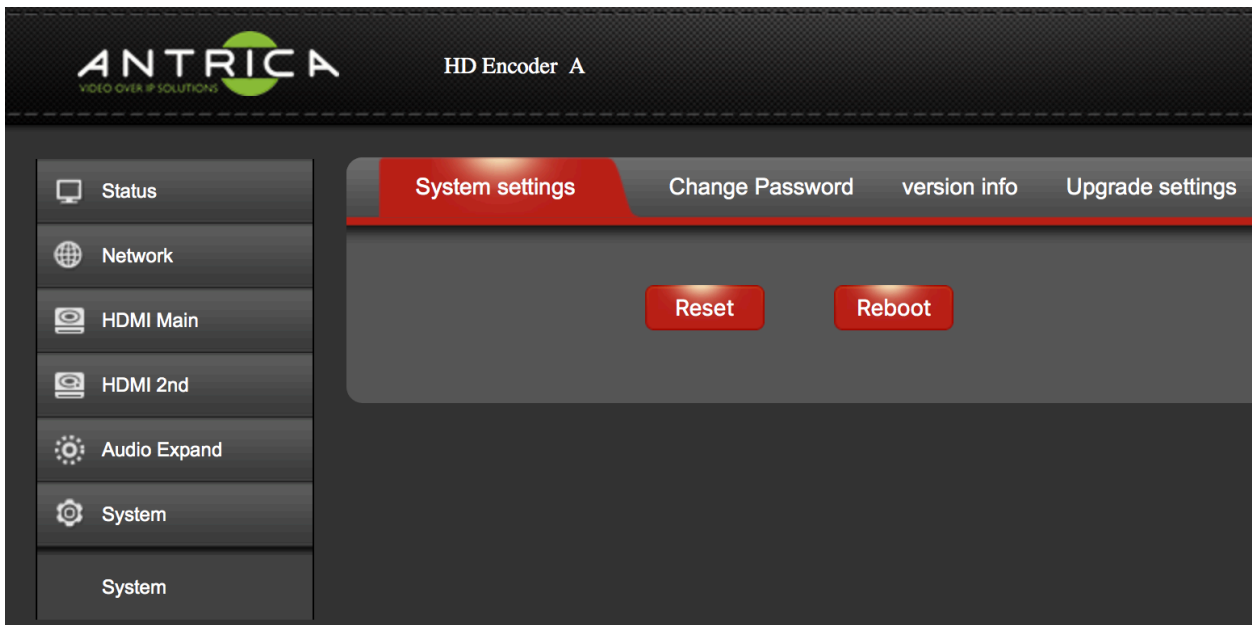 ANTRICA
VIDEO OVER IP SOLUTIONS
HD Encoder A
Status
Network
HDMI Main
HDMI 2nd
Audio Expand
System
System
System settings
Change Password
version info
Upgrade settings
Reset
Reboot